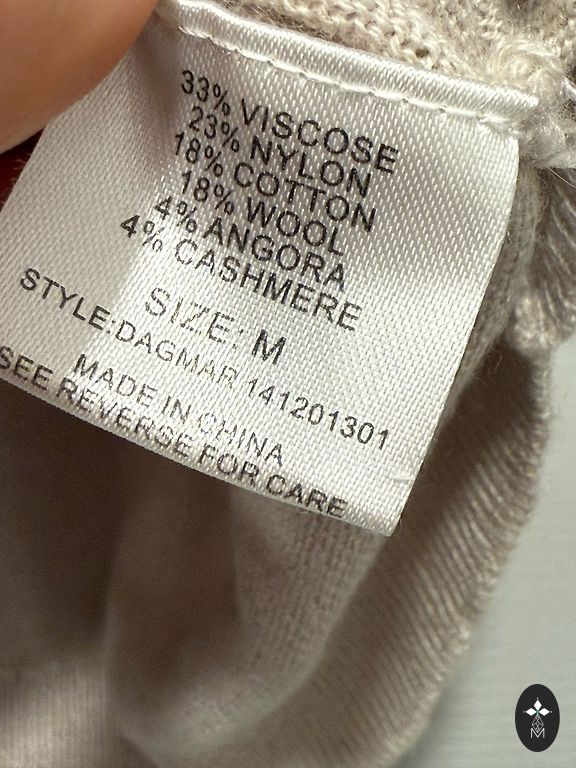 33% VISCOSE
23% NYLON
18% COTTON
18% WOOL
4% ANGORA
4% CASHMERE
SIZE: M
STYLE:DAGMAR 141201301
MADE IN CHINA
SEE REVERSE FOR CARE
M